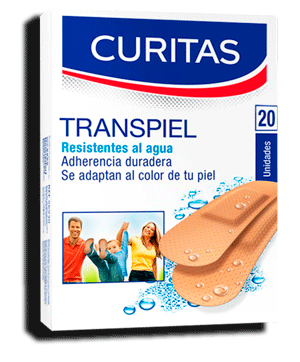 CURITAS
TRANSPIEL
Resistentes al agua
Adherencia duradera
Se adaptan al color de tu piel
20
Unidades